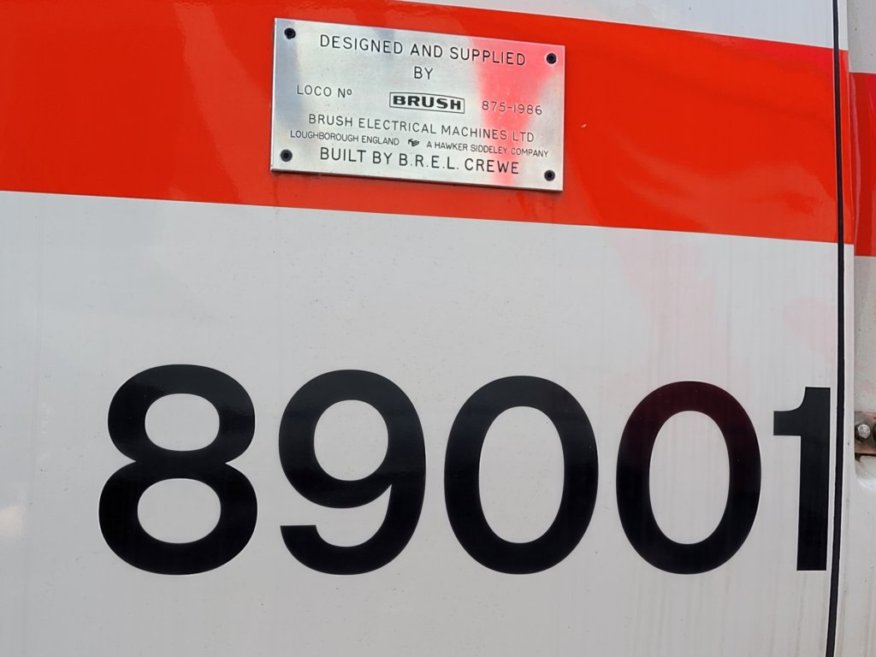 DESIGNED AND SUPPLIED
BY
LOCO Nº BRUSH 875-1986
BRUSH ELECTRICAL MACHINES LTD
LOUGHBOROUGH ENGLAND A HAWKER SIDDELEY COMPANY
BUILT BY B.R.E.L. CREWE
89001